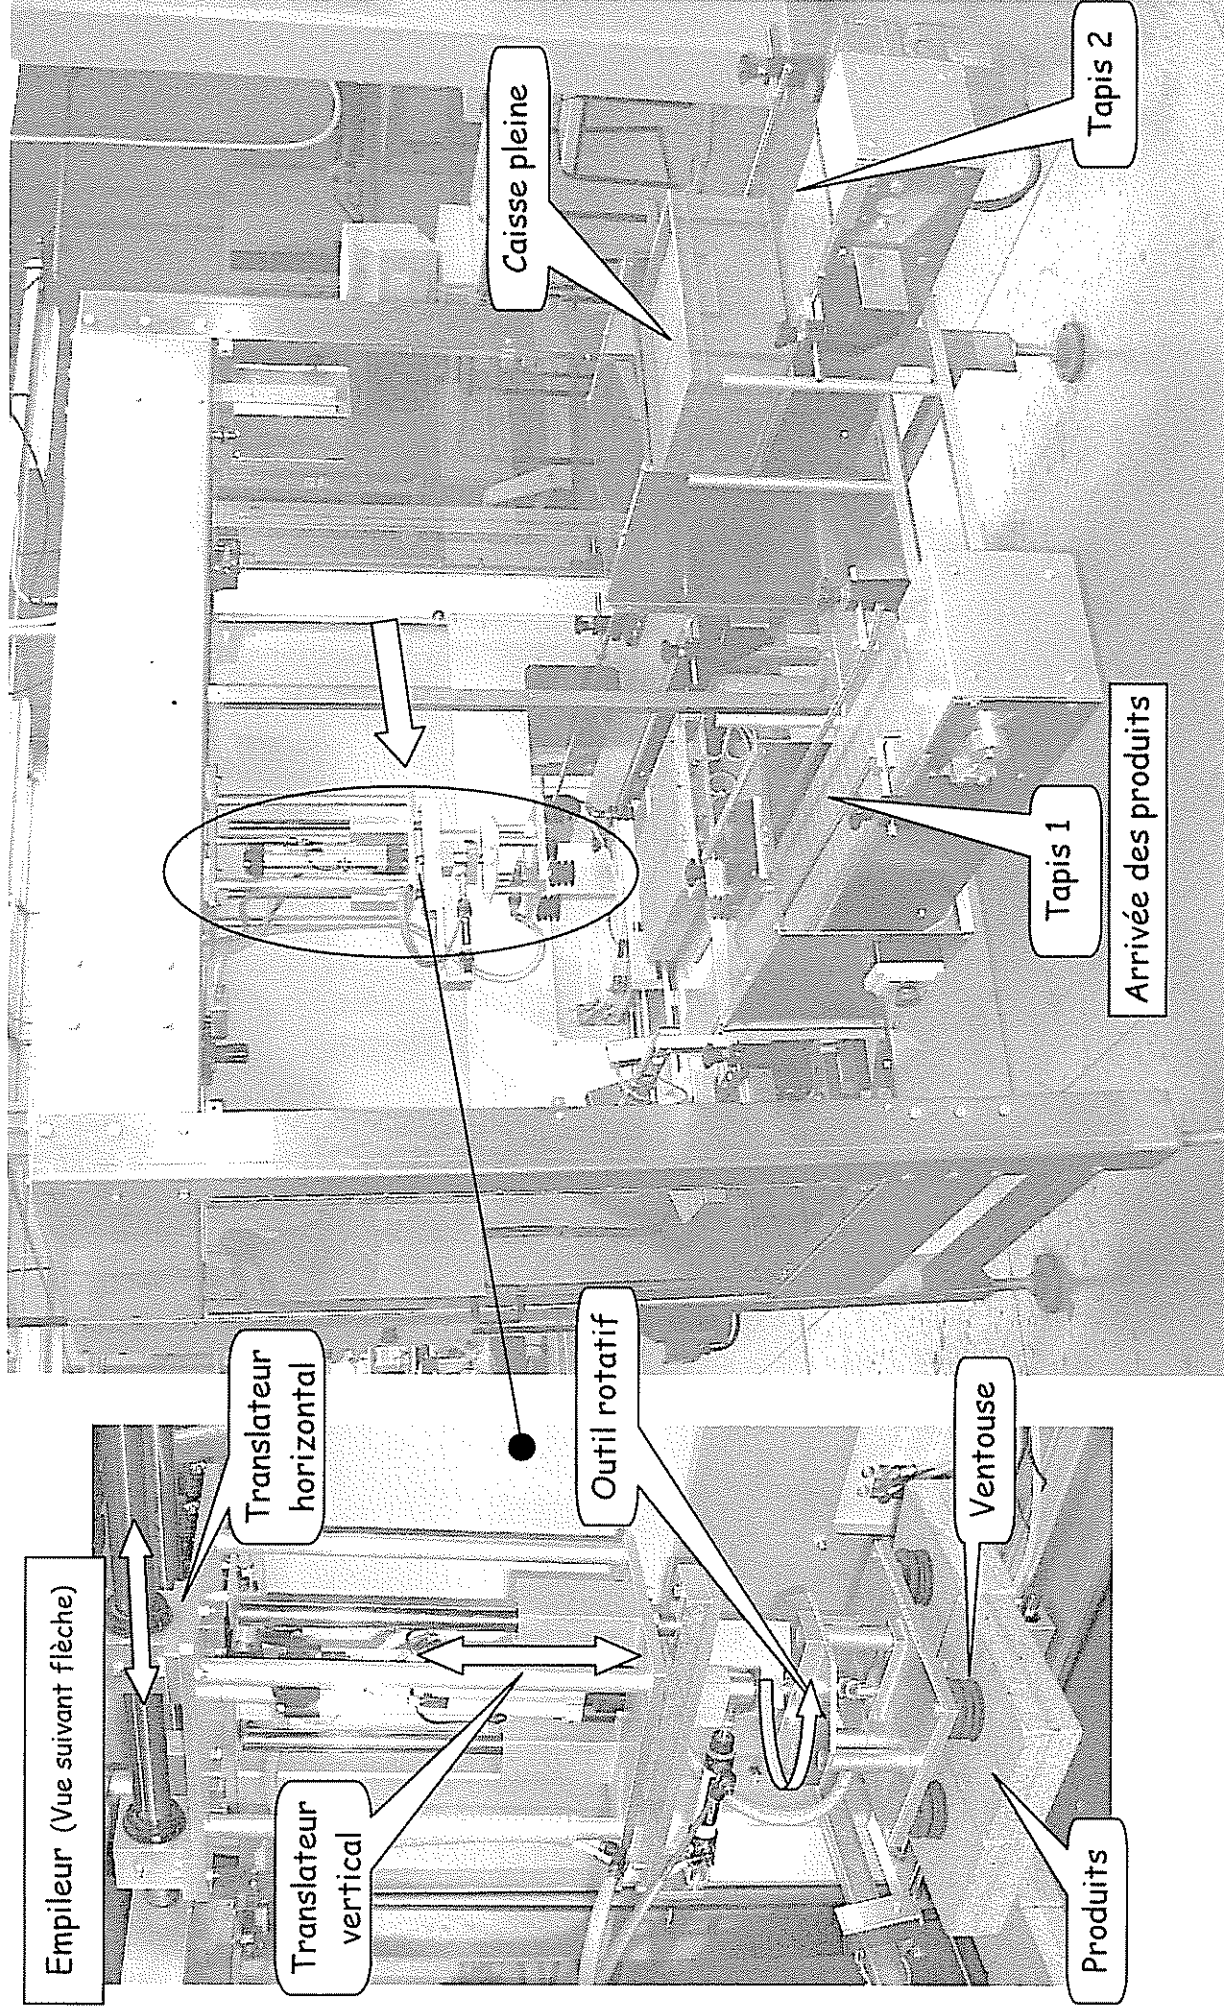 Empileur (Vue suivant flèche)
Translateur
horizontal
Translateur
vertical
Outil rotatif
Ventouse
Produits
Caisse pleine
Tapis 2
Tapis 1
Arrivée des produits